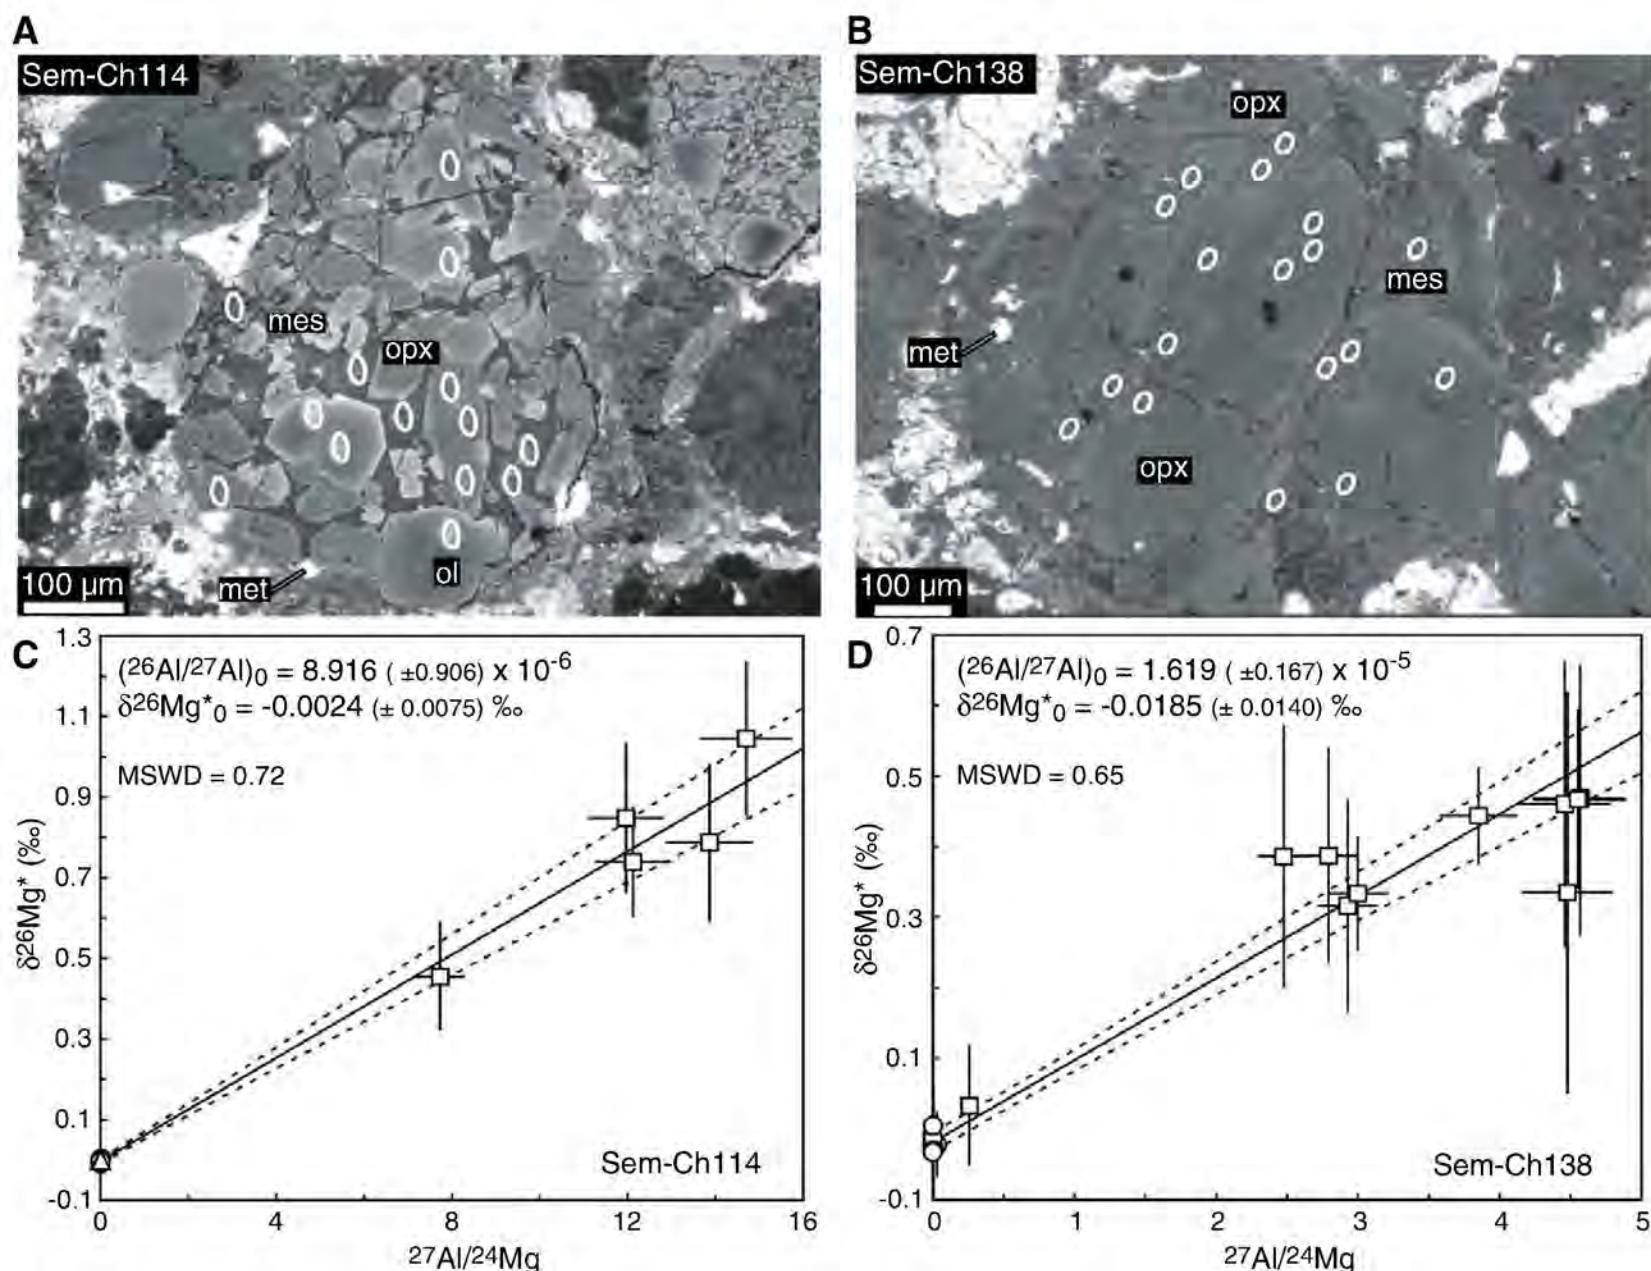 A
B
Sem-Ch114
Sem-Ch138
opx
mes
mes
opx
met
opx
ol
met
100 µm
100 µm
C
1.3
(²⁶Al/²⁷Al)₀ = 8.916 ( ±0.906) x 10⁻⁶
δ²⁶Mg*₀ = -0.0024 (± 0.0075) ‰
MSWD = 0.72
1.1
0.9
0.7
0.5
0.3
0.1
-0.1
δ²⁶Mg* (‰)
Sem-Ch114
0 4 8 12 16
²⁷Al/²⁴Mg
D
0.7
(²⁶Al/²⁷Al)₀ = 1.619 (±0.167) x 10⁻⁵
δ²⁶Mg*₀ = -0.0185 (± 0.0140) ‰
MSWD = 0.65
0.5
0.3
0.1
-0.1
δ²⁶Mg* (‰)
Sem-Ch138
0 1 2 3 4 5
²⁷Al/²⁴Mg